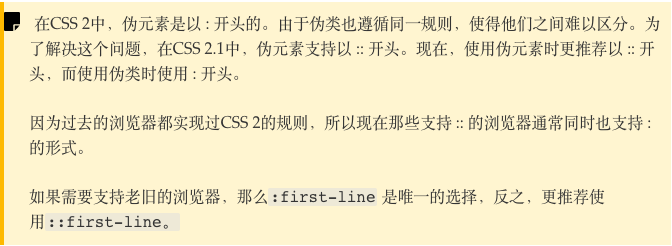 在CSS 2中，伪元素是以 : 开头的。由于伪类也遵循同一规则，使得他们之间难以区分。为
了解决这个问题，在CSS 2.1中，伪元素支持以 :: 开头。现在，使用伪元素时更推荐以 :: 开
头，而使用伪类时使用 : 开头。
因为过去的浏览器都实现过CSS 2的规则，所以现在那些支持 :: 的浏览器通常同时也支持 :
的形式。
如果需要支持老旧的浏览器，那么:first-line 是唯一的选择，反之，更推荐使
用::first-line。